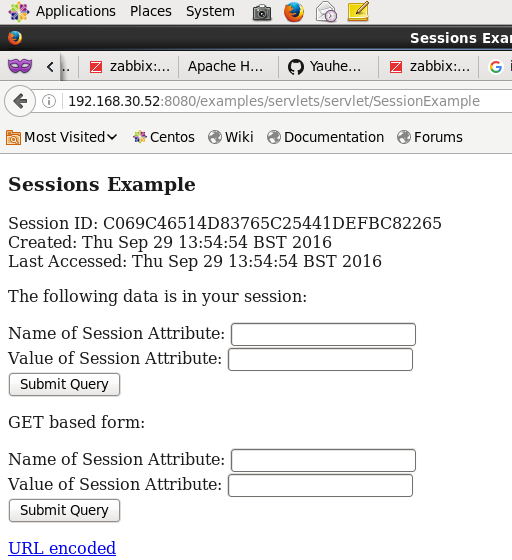 Applications Places System
Sessions Exa
.. zabbix:... Apache H... Yauhe... zabbix:... G i
192.168.30.52:8080/examples/servlets/servlet/SessionExample
Most Visited Centos Wiki Documentation Forums
Sessions Example
Session ID: C069C46514D83765C25441DEFBC82265
Created: Thu Sep 29 13:54:54 BST 2016
Last Accessed: Thu Sep 29 13:54:54 BST 2016
The following data is in your session:
Name of Session Attribute:
Value of Session Attribute:
Submit Query
GET based form:
Name of Session Attribute:
Value of Session Attribute:
Submit Query
URL encoded